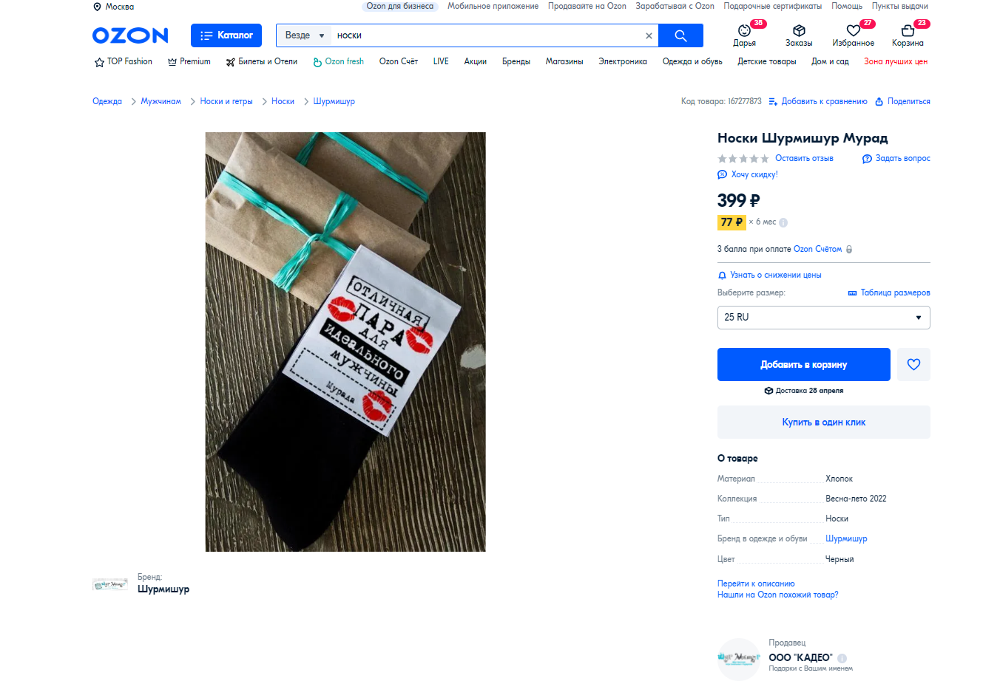 Москва
Ozon для бизнеса Мобильное приложение Продавайте на Ozon Зарабатывай с Ozon Подарочные сертификаты Помощь Пункты выдачи
OZON Каталог Везде носки
38 27 23
Дарья Заказы Избранное Корзина
TOP Fashion Premium Билеты и Отели Ozon fresh Ozon Счёт LIVE Акции Бренды Магазины Электроника Одежда и обувь Детские товары Дом и сад Зона лучших цен
Одежда Мужчинам Носки и гетры Носки Шурмишур
Код товара: 167277873 Добавить к сравнению Поделиться
ОТЛИЧНАЯ
ПАРА
для
идеального
мужчины
Мурада
Бренд:
Шурмишур
Носки Шурмишур Мурад
Оставить отзыв Задать вопрос
Хочу скидку!
399 ₽
77 ₽ × 6 мес
3 балла при оплате Ozon Счётом
Узнать о снижении цены
Выберите размер: Таблица размеров
25 RU
Добавить в корзину
Доставка 28 апреля
Купить в один клик
О товаре
Материал Хлопок
Коллекция Весна-лето 2022
Тип Носки
Бренд в одежде и обуви Шурмишур
Цвет Черный
Перейти к описанию
Нашли на Ozon похожий товар?
Продавец
ООО "КАДЕО"
Подарки с Вашим именем